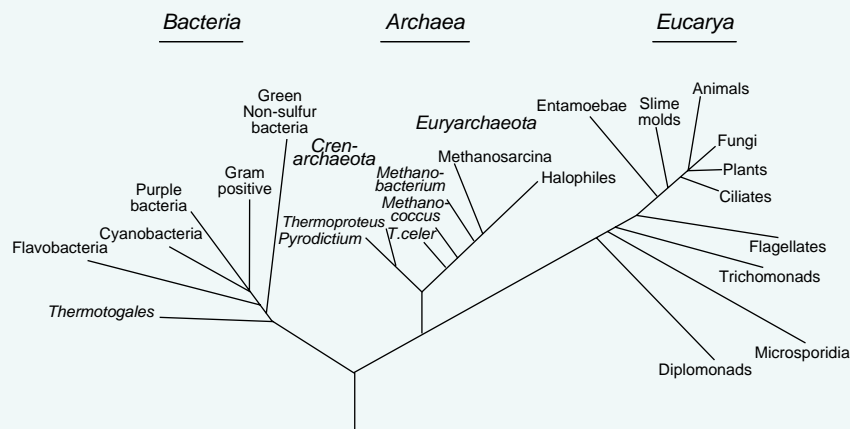 Bacteria
Archaea
Eucarya
Green
Non-sulfur
bacteria
Gram
positive
Purple
bacteria
Cyanobacteria
Flavobacteria
Thermotogales
Cren-
archaeota
Thermoproteus
Pyrodictium
Euryarchaeota
Methanosarcina
Methano-
bacterium
Methano-
coccus
T.celer
Halophiles
Entamoebae
Slime
molds
Animals
Fungi
Plants
Ciliates
Flagellates
Trichomonads
Microsporidia
Diplomonads